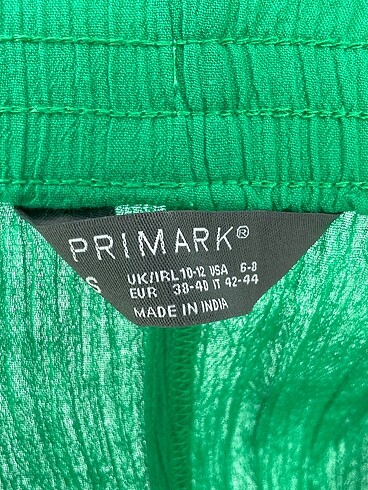 PRIMARK®
S
UK/IRL 10-12 USA 6-8
EUR 38-40 IT 42-44
MADE IN INDIA